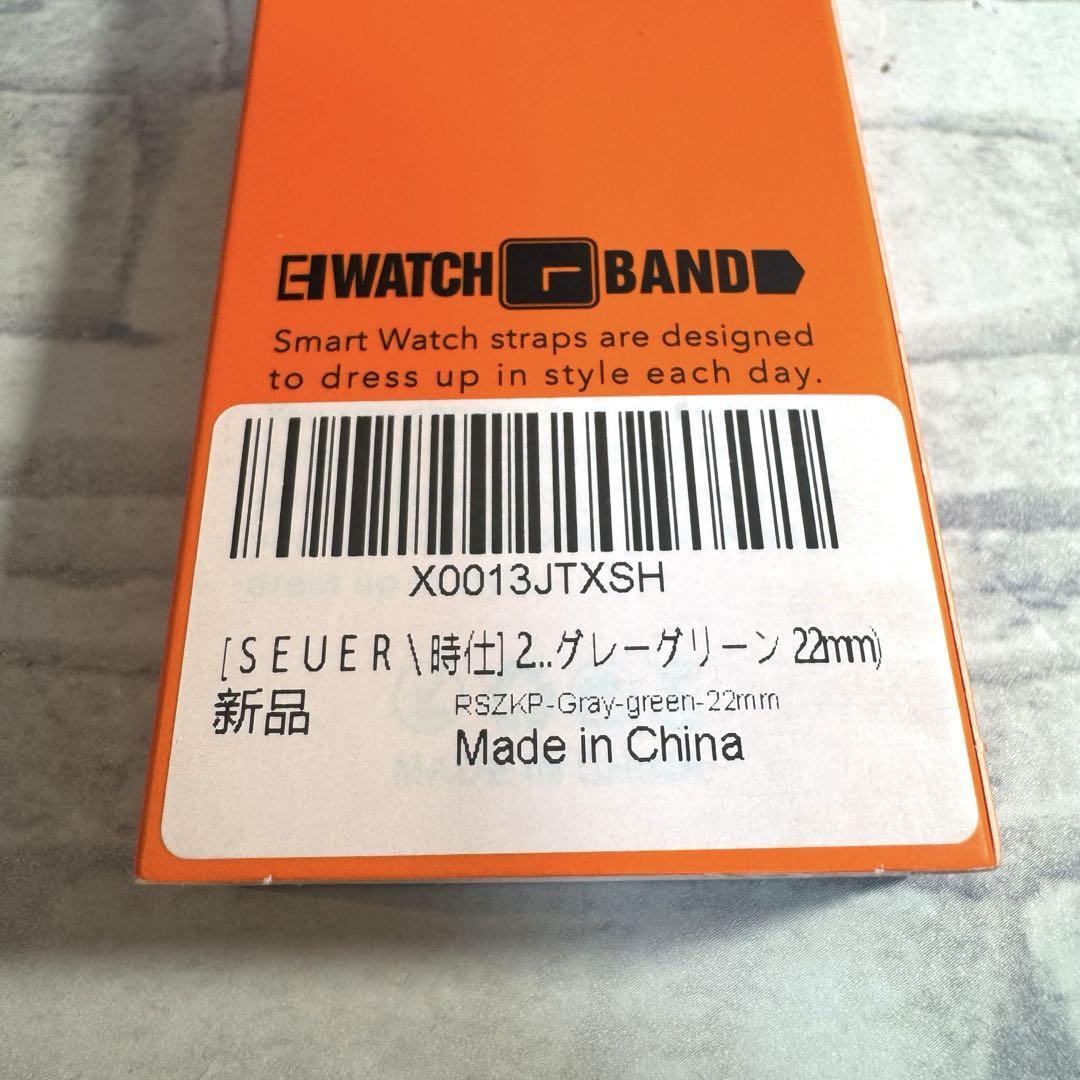 WATCH BAND
Smart Watch straps are designed
to dress up in style each day.
X0013JTXSH
[SEUER\時仕] 2..グレーグリーン 22mm)
新品
RSZKP-Gray-green-22mm
Made in China